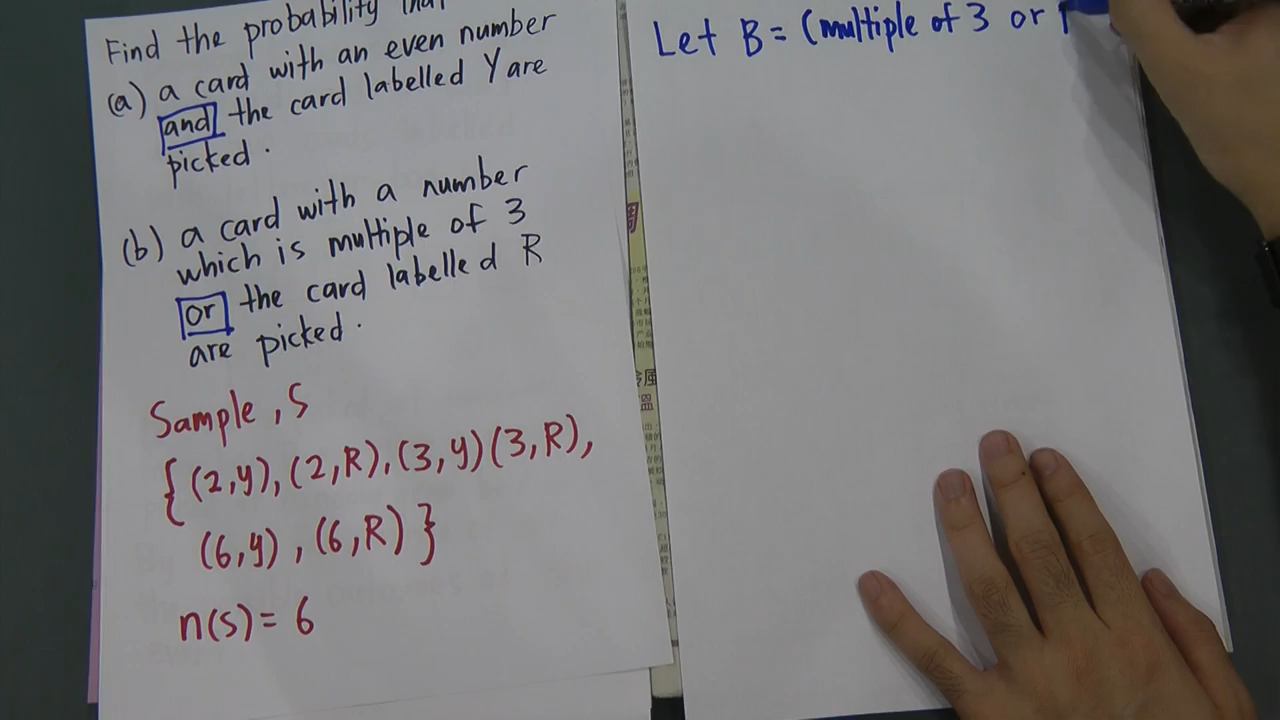 Find the probability that
(a) a card with an even number
and the card labelled Y are
picked.
(b) a card with a number
which is multiple of 3
or the card labelled R
are picked.
Sample, S
{(2,y), (2,R), (3,y)(3,R),
(6,y), (6,R)}
n(s) = 6
Let B = (multiple of 3 or